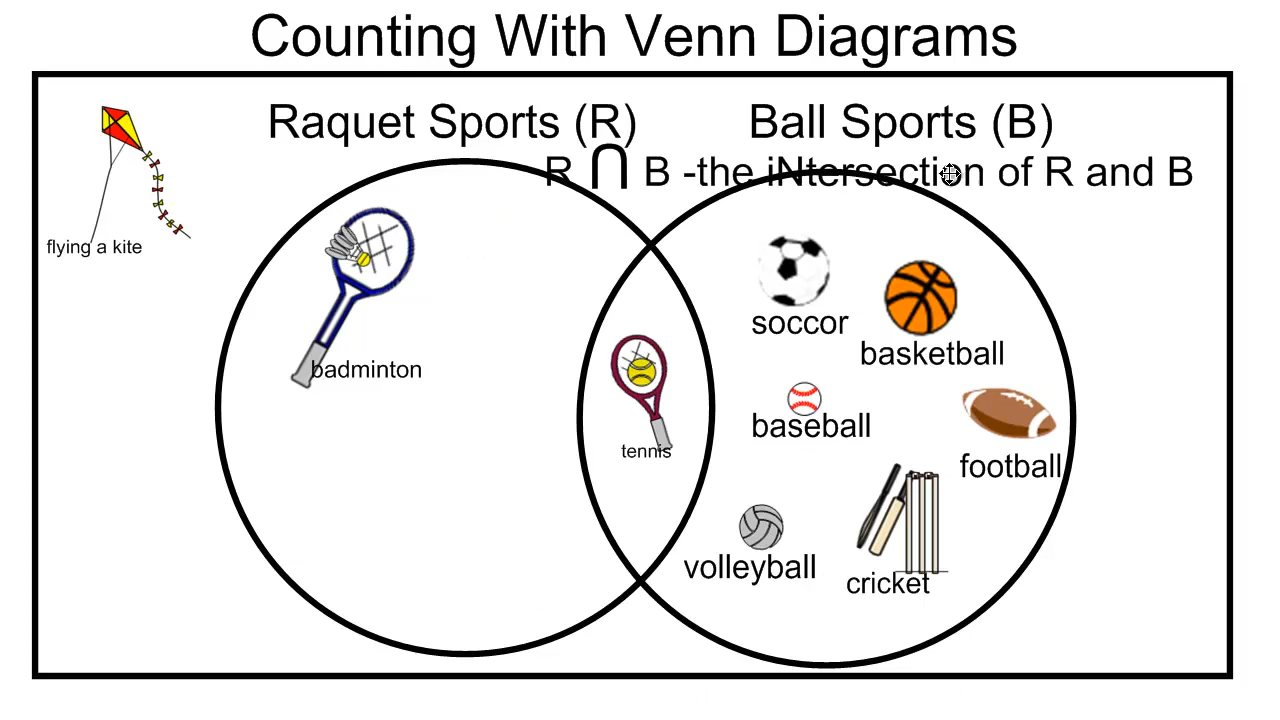 Counting With Venn Diagrams
Raquet Sports (R)
Ball Sports (B)
R ⋂ B -the iNtersection of R and B
flying a kite
badminton
tennis
soccor
basketball
baseball
football
volleyball
cricket